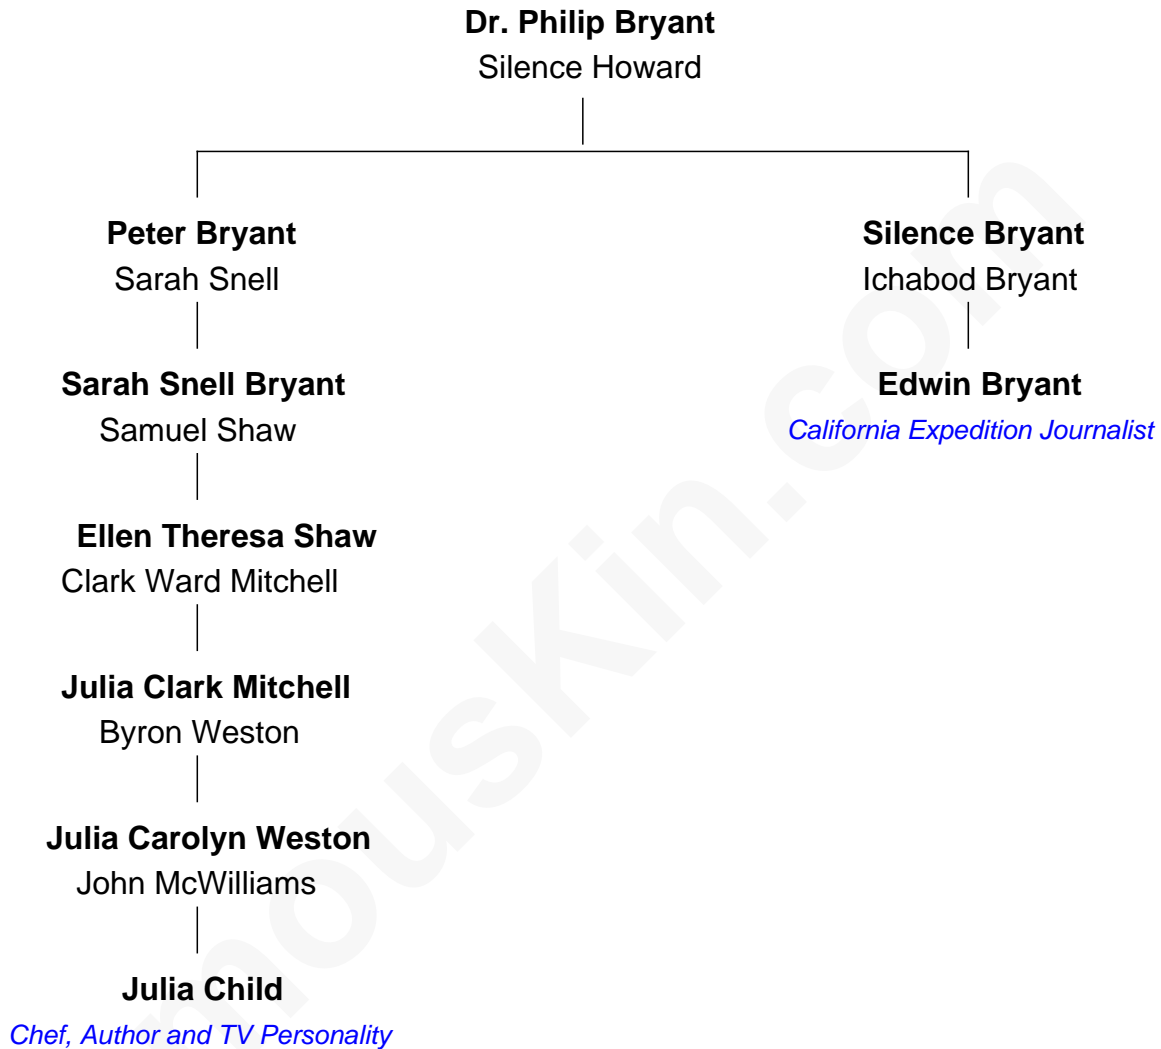 Dr. Philip Bryant
Silence Howard
Peter Bryant
Sarah Snell
Silence Bryant
Ichabod Bryant
Sarah Snell Bryant
Samuel Shaw
Edwin Bryant
California Expedition Journalist
Ellen Theresa Shaw
Clark Ward Mitchell
Julia Clark Mitchell
Byron Weston
Julia Carolyn Weston
John McWilliams
Julia Child
Chef, Author and TV Personality
mousKin.com